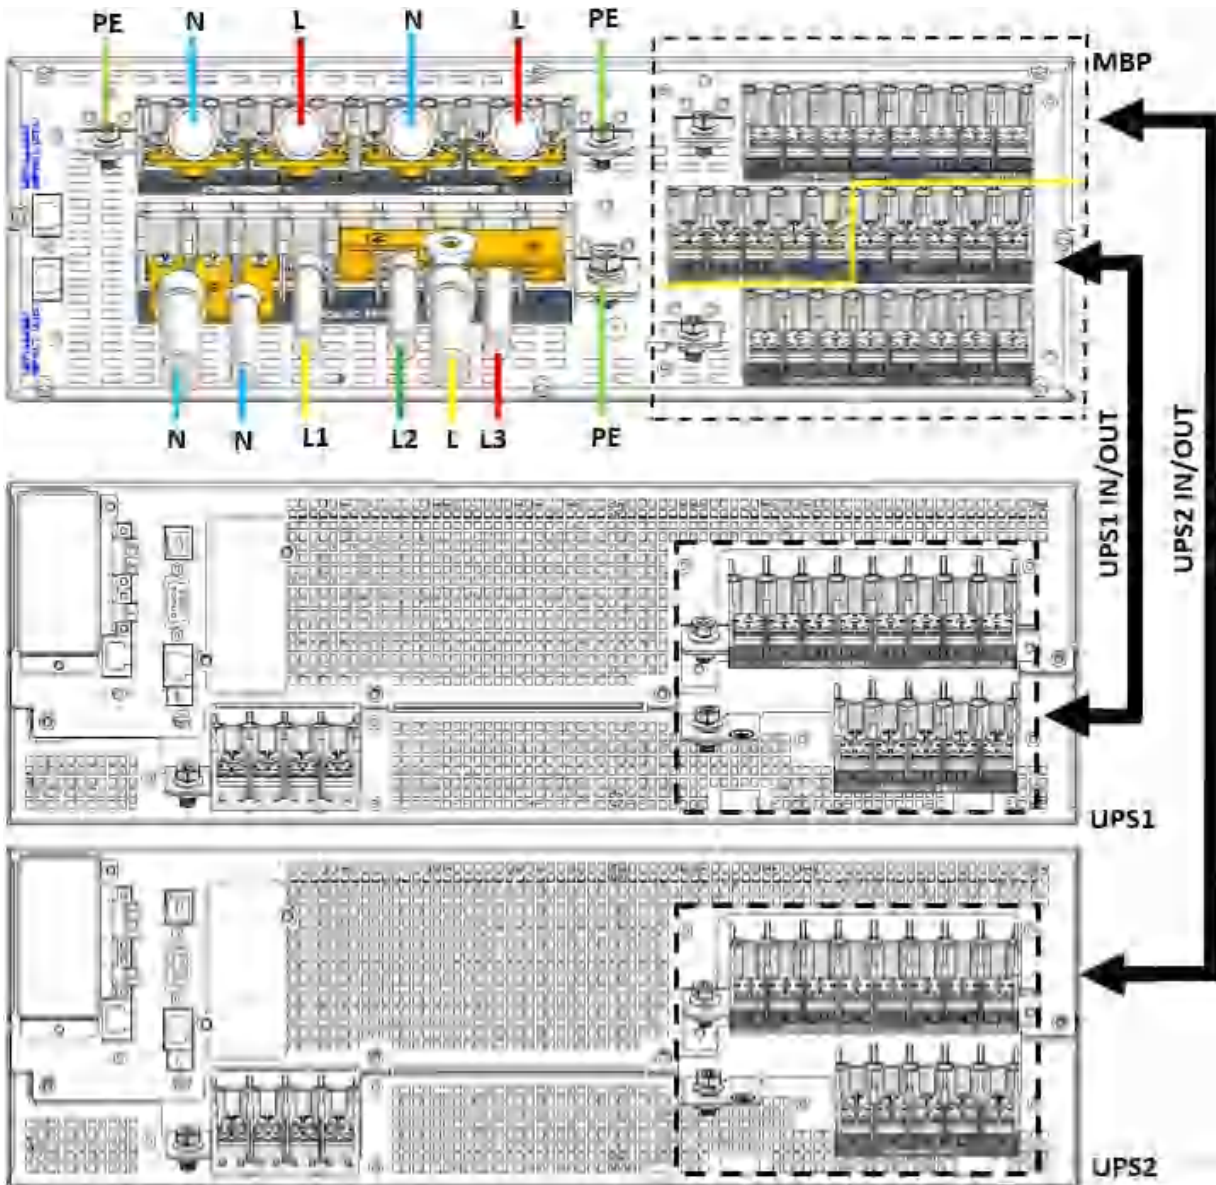 PE N L N L PE
MBP
N N L1 L2 L L3 PE
UPS1 IN/OUT
UPS2 IN/OUT
UPS1
UPS2